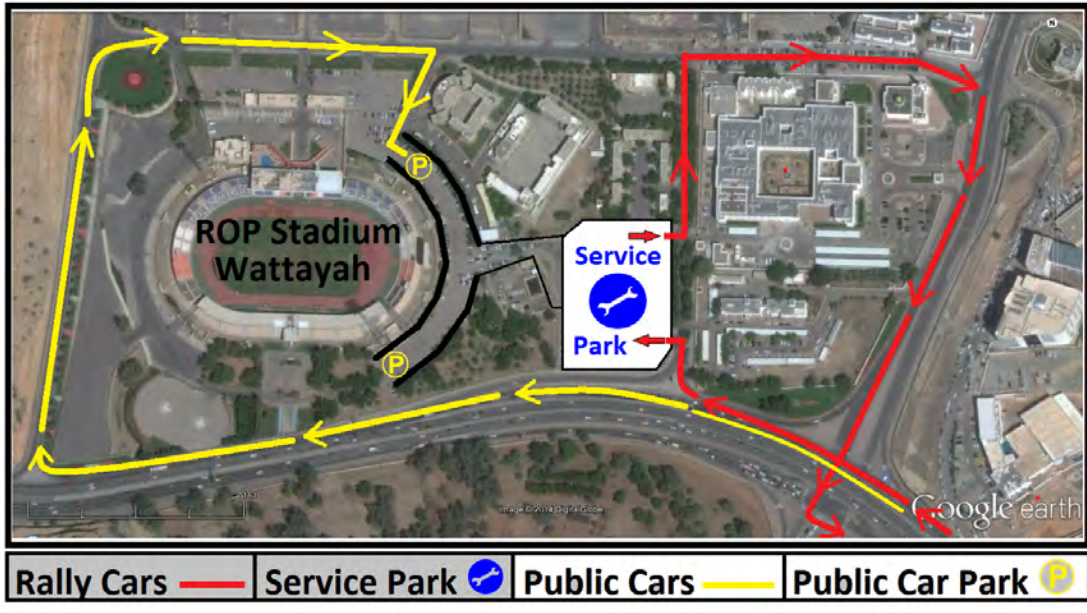 P
ROP Stadium
Wattayah
Service
Park
P
Image © 2014 DigitalGlobe
Google earth
Rally Cars
Service Park
Public Cars
Public Car Park P